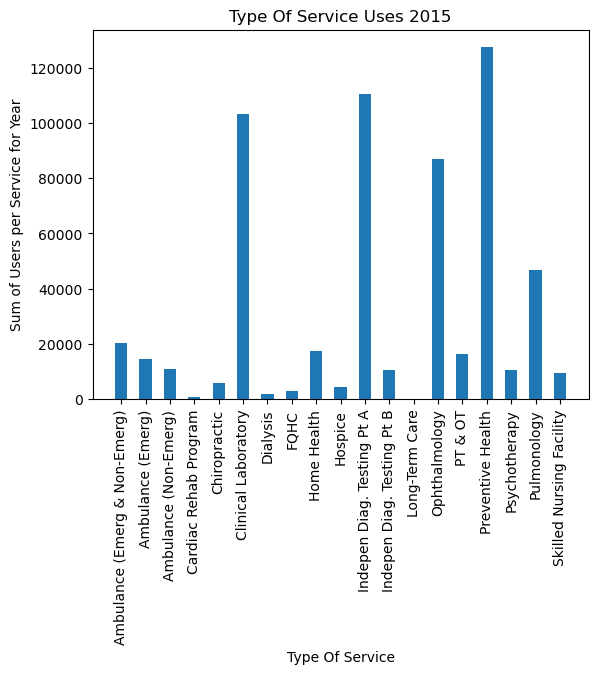 Type Of Service Uses 2015
Sum of Users per Service for Year
120000
100000
80000
60000
40000
20000
0
Ambulance (Emerg & Non-Emerg)
Ambulance (Emerg)
Ambulance (Non-Emerg)
Cardiac Rehab Program
Chiropractic
Clinical Laboratory
Dialysis
FQHC
Home Health
Hospice
Indepen Diag. Testing Pt A
Indepen Diag. Testing Pt B
Long-Term Care
Ophthalmology
PT & OT
Preventive Health
Psychotherapy
Pulmonology
Skilled Nursing Facility
Type Of Service